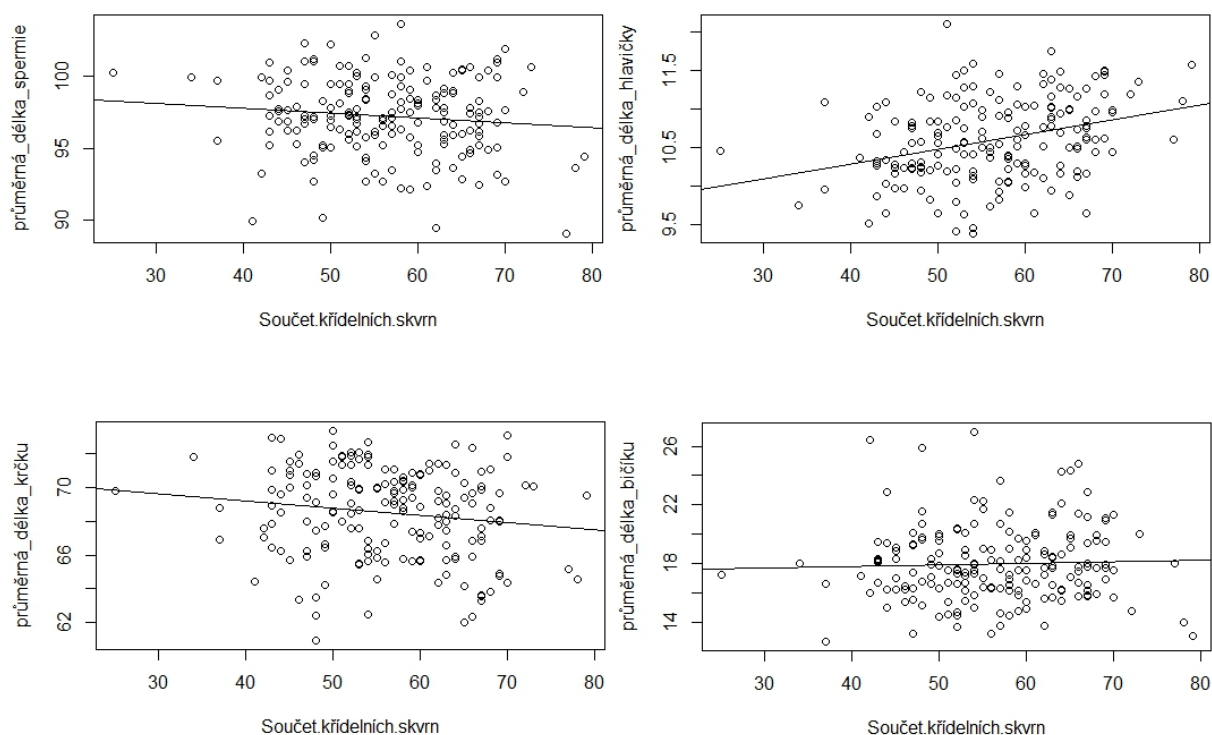 průměrná_délka_spermie
100
95
90
30 40 50 60 70 80
Součet.křídelních.skvrn
průměrná_délka_hlavičky
11.5
10.5
9.5
30 40 50 60 70 80
Součet.křídelních.skvrn
průměrná_délka_krčku
70
66
62
30 40 50 60 70 80
Součet.křídelních.skvrn
průměrná_délka_bičíku
26
22
18
14
30 40 50 60 70 80
Součet.křídelních.skvrn